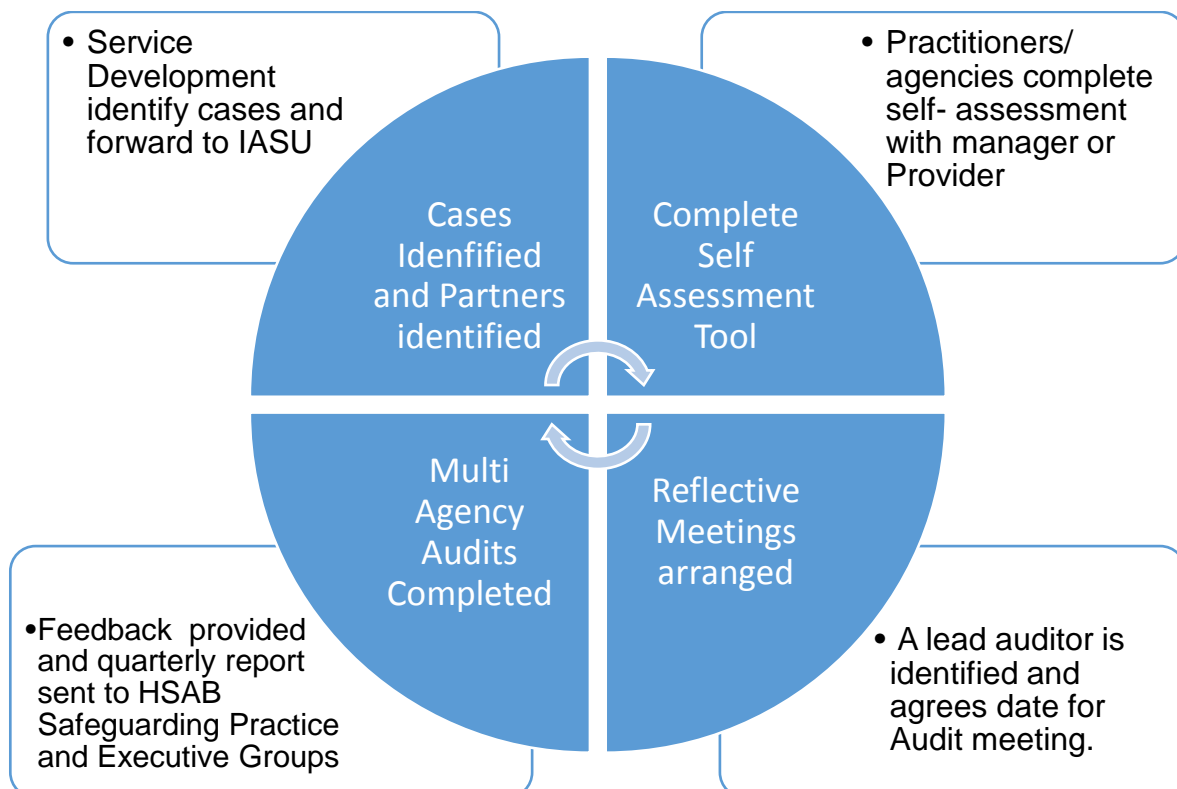 • Service
Development
identify cases and
forward to IASU
• Practitioners/
agencies complete
self- assessment
with manager or
Provider
Cases
Idenfified
and Partners
identified
Complete
Self
Assessment
Tool
Multi
Agency
Audits
Completed
Reflective
Meetings
arranged
•Feedback provided
and quarterly report
sent to HSAB
Safeguarding Practice
and Executive Groups
• A lead auditor is
identified and
agrees date for
Audit meeting.